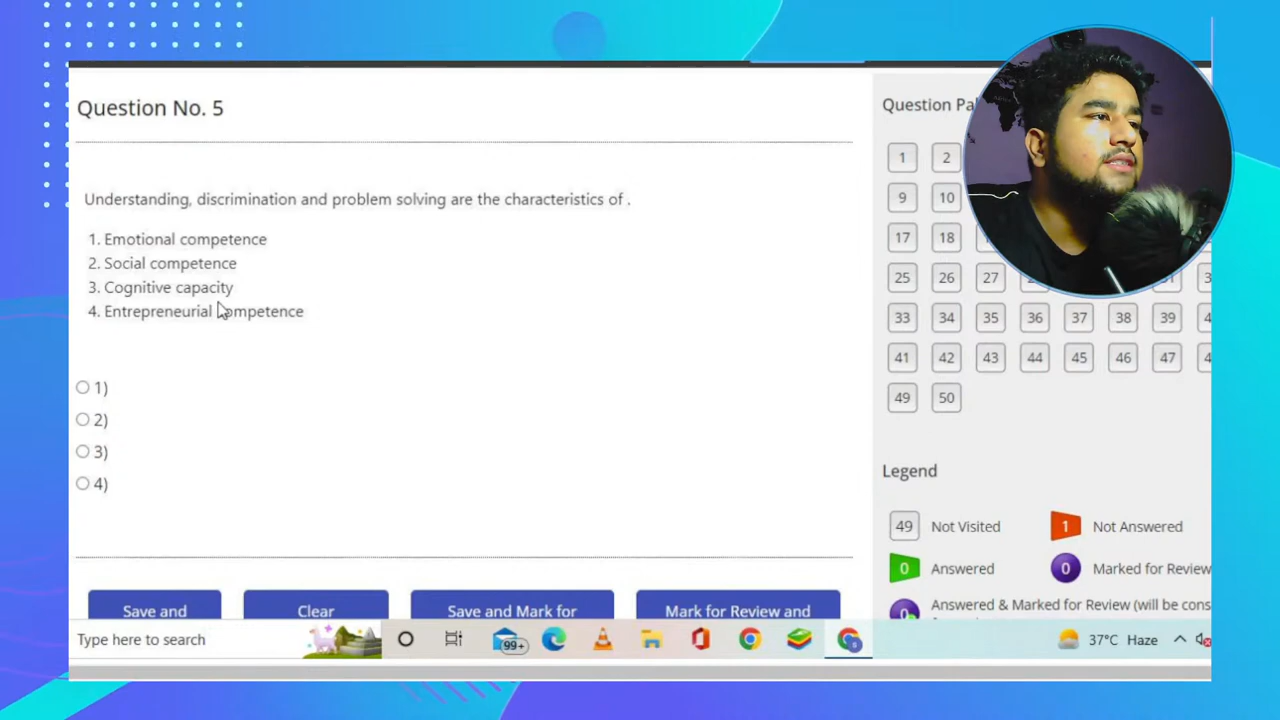 Question No. 5
Understanding, discrimination and problem solving are the characteristics of .
1. Emotional competence
2. Social competence
3. Cognitive capacity
4. Entrepreneurial competence
1)
2)
3)
4)
Save and
Clear
Save and Mark for
Mark for Review and
Question Pal
1 2
9 10
17 18
25 26 27
33 34 35 36 37 38 39 4
41 42 43 44 45 46 47 4
49 50
Legend
49 Not Visited
1 Not Answered
0 Answered
0 Marked for Review
0 Answered & Marked for Review (will be cons
Type here to search
99+
37°C Haze